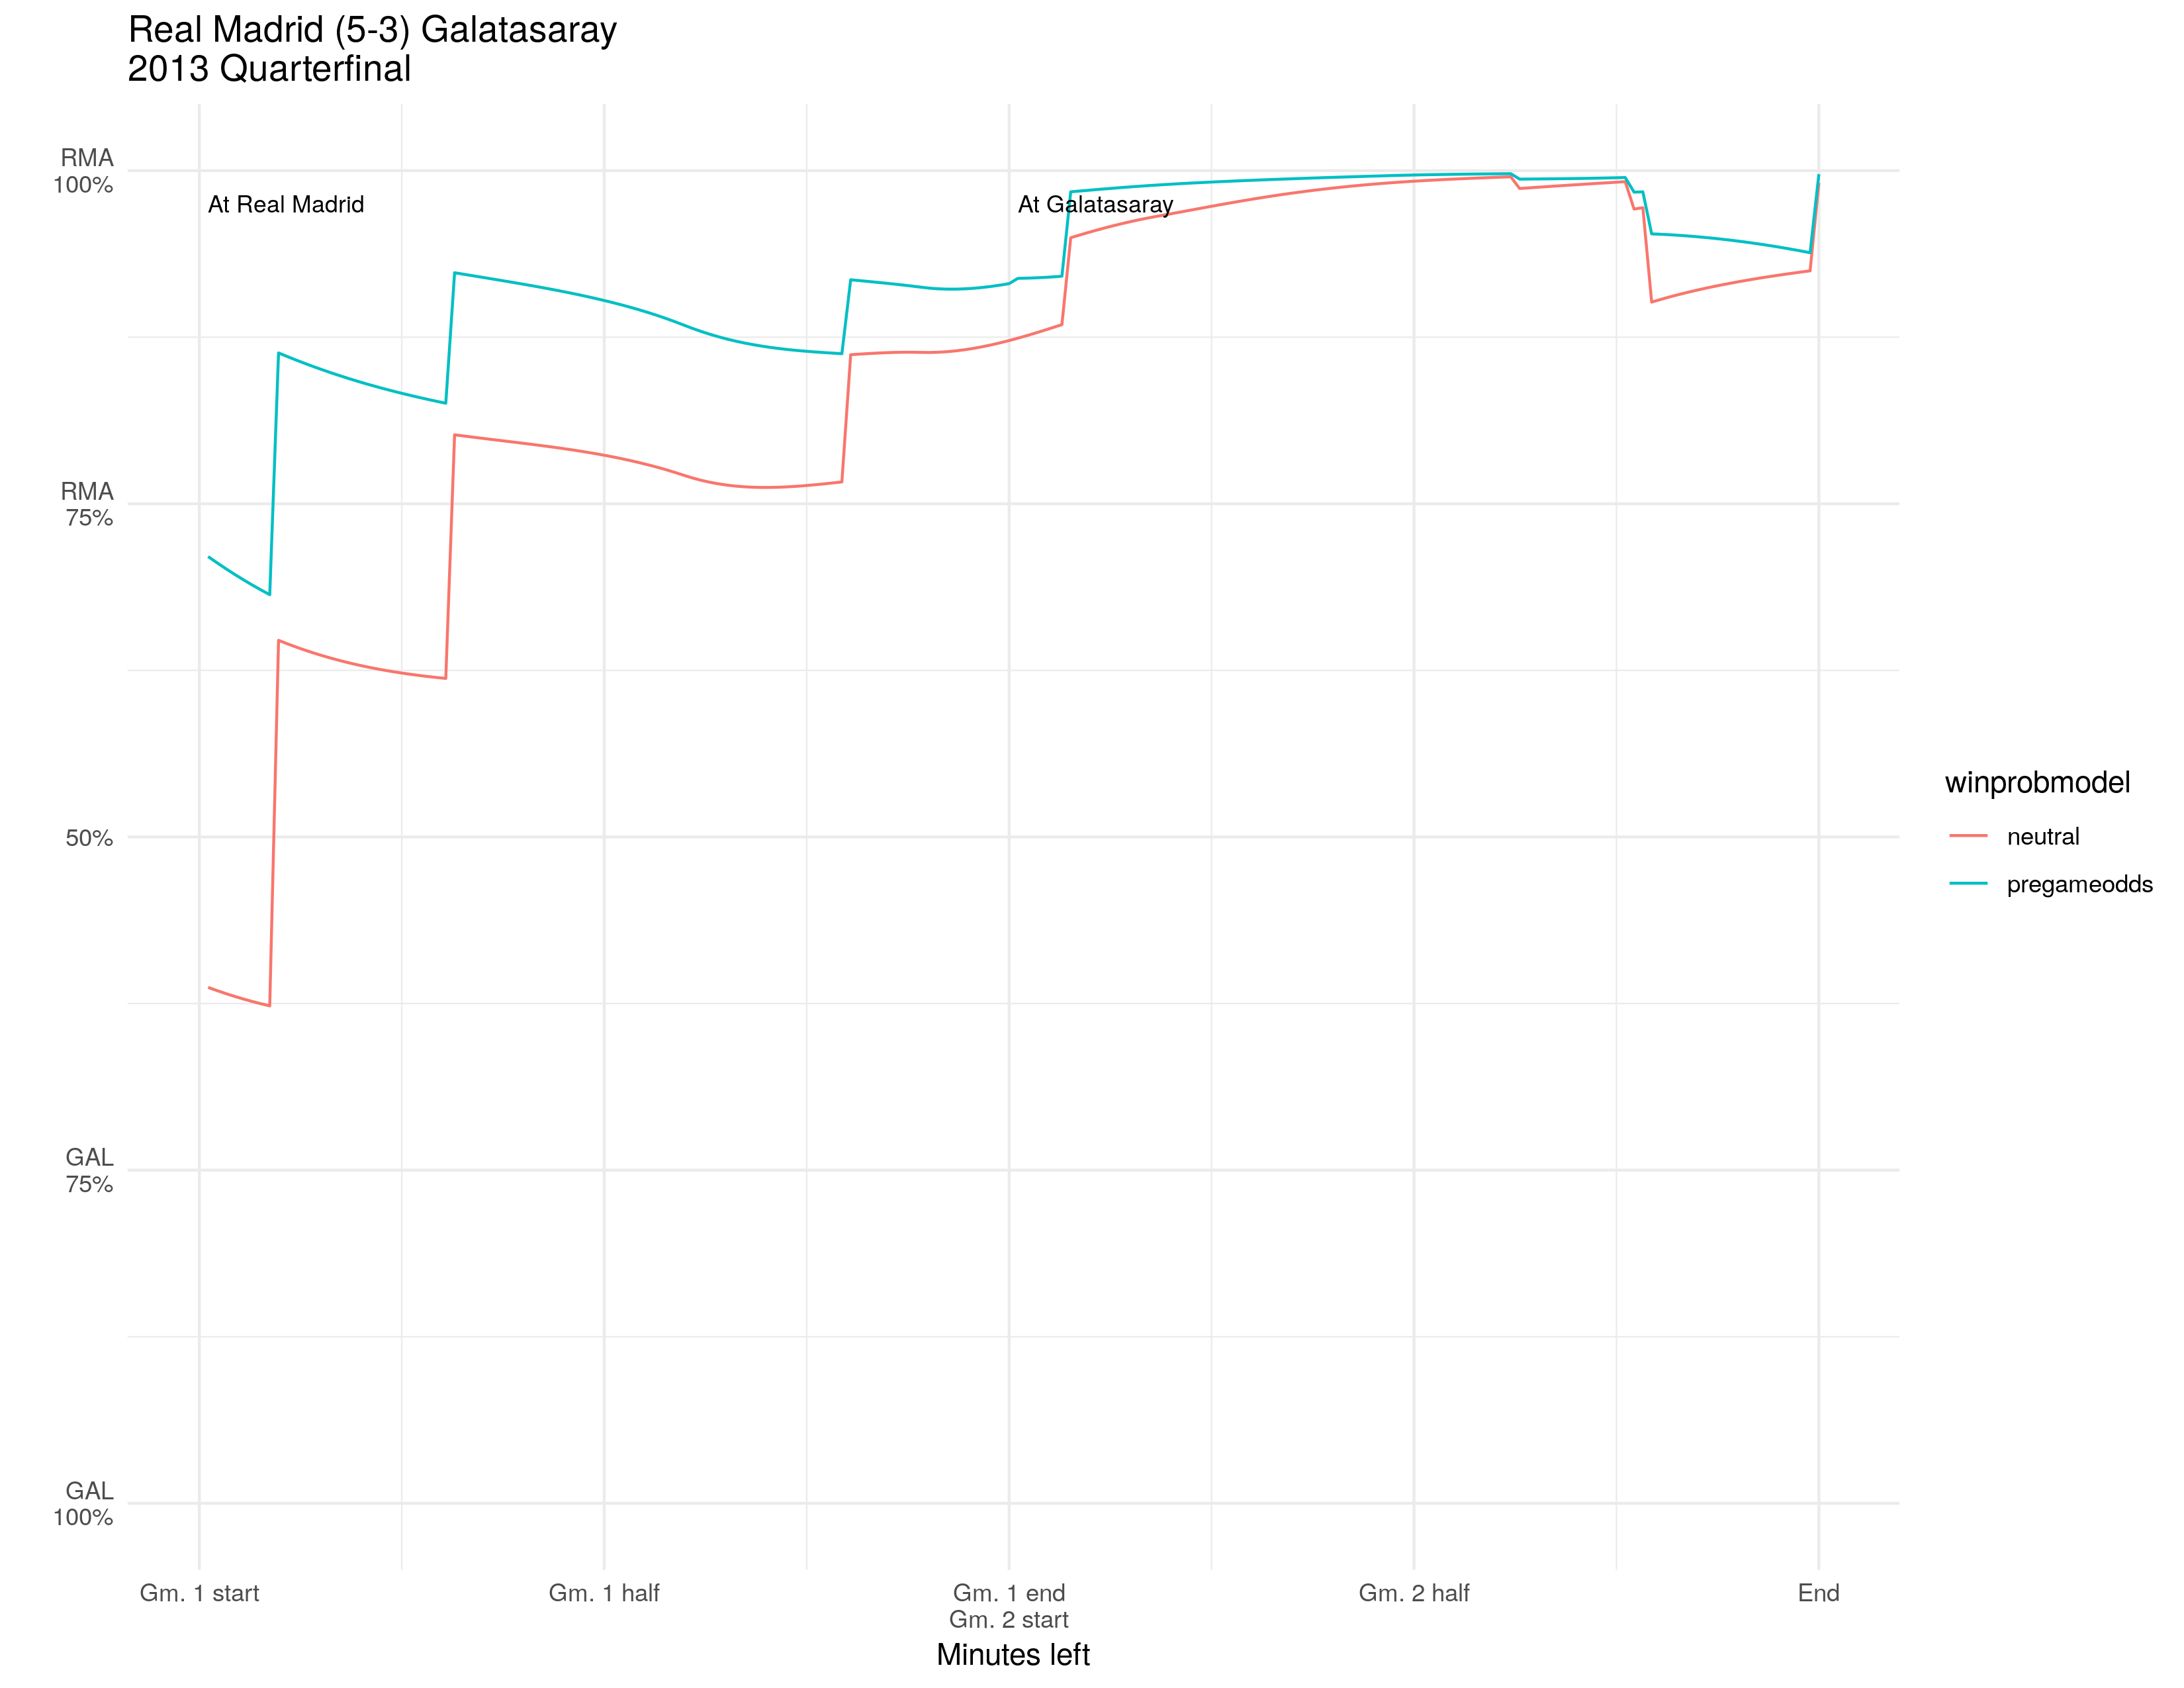 Real Madrid (5-3) Galatasaray
2013 Quarterfinal
RMA
100%
At Real Madrid
At Galatasaray
RMA
75%
50%
GAL
75%
GAL
100%
winprobmodel
neutral
pregameodds
Gm. 1 start
Gm. 1 half
Gm. 1 end
Gm. 2 start
Gm. 2 half
End
Minutes left